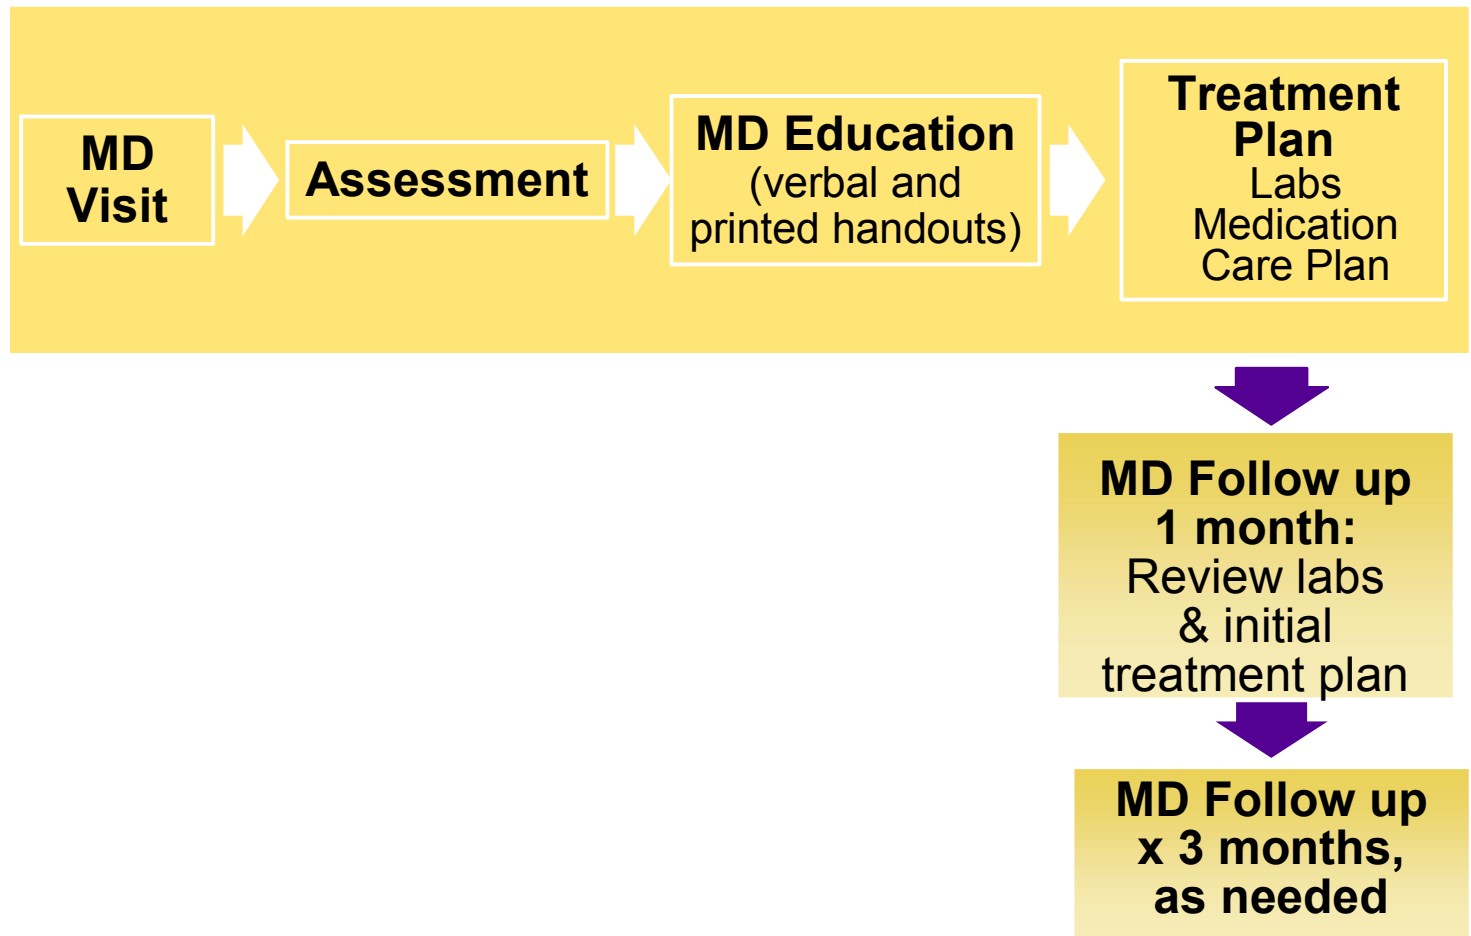 MD
Visit
Assessment
MD Education
(verbal and
printed handouts)
Treatment
Plan
Labs
Medication
Care Plan
MD Follow up
1 month:
Review labs
& initial
treatment plan
MD Follow up
x 3 months,
as needed